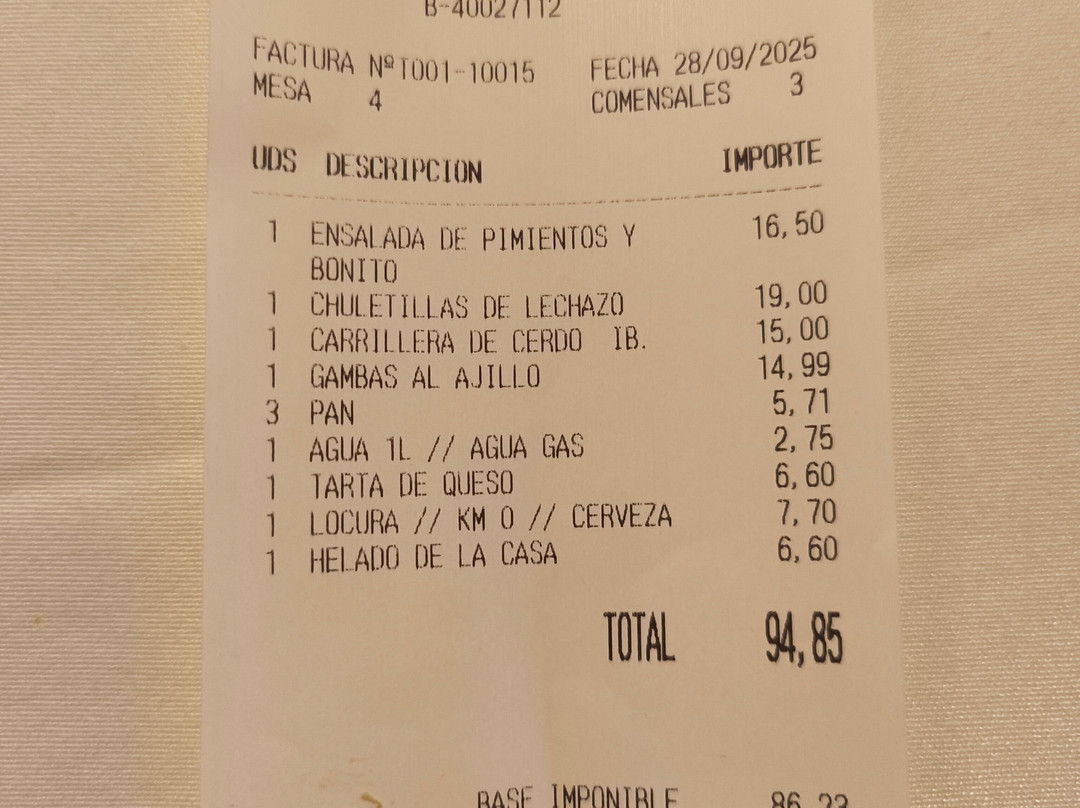 B-40027112
FACTURA NºT001-10015 FECHA 28/09/2025
MESA 4 COMENSALES 3
UDS DESCRIPCION IMPORTE
1 ENSALADA DE PIMIENTOS Y 16,50
BONITO
1 CHULETILLAS DE LECHAZO 19,00
1 CARRILLERA DE CERDO IB. 15,00
1 GAMBAS AL AJILLO 14,99
3 PAN 5,71
1 AGUA 1L // AGUA GAS 2,75
1 TARTA DE QUESO 6,60
1 LOCURA // KM 0 // CERVEZA 7,70
1 HELADO DE LA CASA 6,60
TOTAL 94,85
BASE IMPONIBLE 86,23